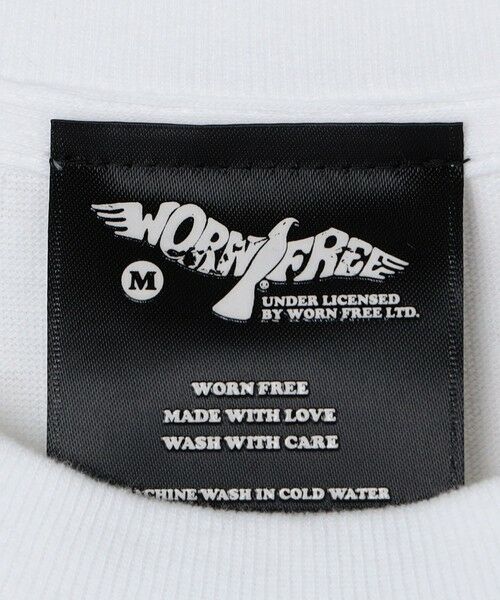 WORN FREE
M
®
UNDER LICENSED
BY WORN FREE LTD.
WORN FREE
MADE WITH LOVE
WASH WITH CARE
MACHINE WASH IN COLD WATER